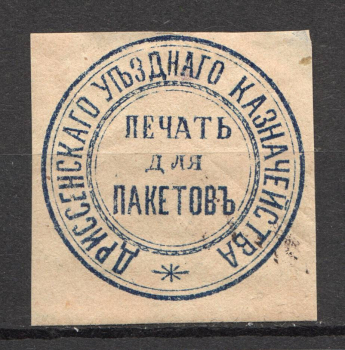 ДРИССЕНСКАГО УѢЗДНАГО КАЗНАЧЕЙСТВА
ПЕЧАТЬ
ДЛЯ
ПАКЕТОВЪ